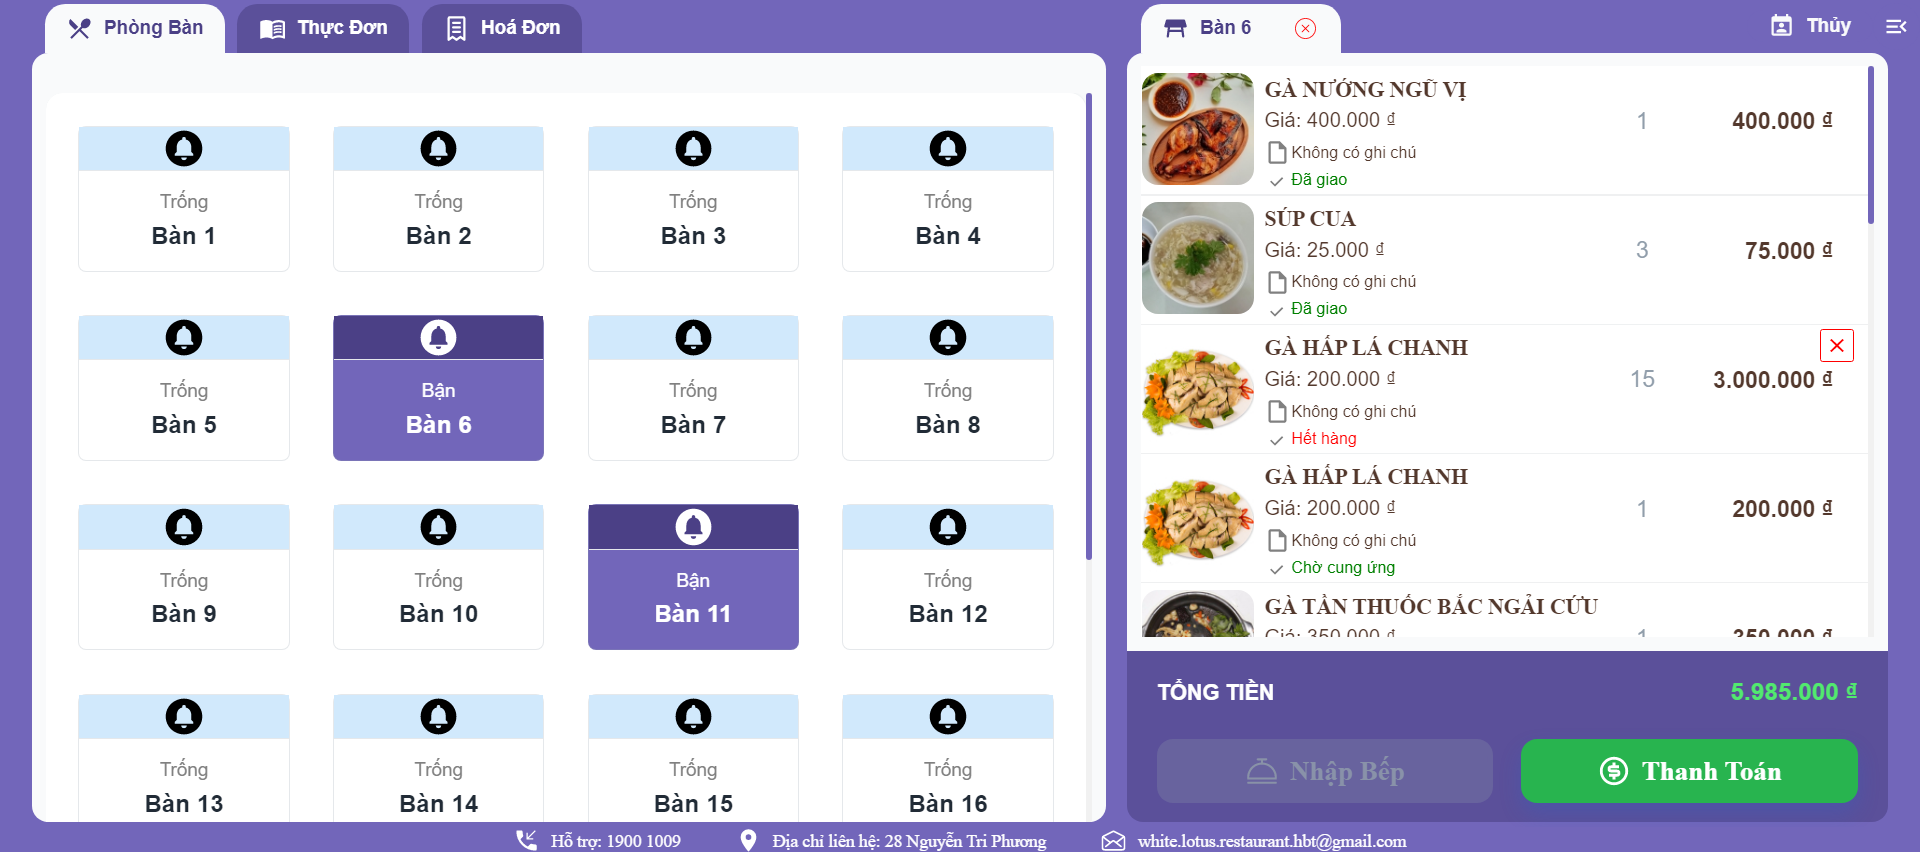 Phòng Bàn
Thực Đơn
Hoá Đơn
Bàn 6
Thủy
Trống
Bàn 1
Trống
Bàn 2
Trống
Bàn 3
Trống
Bàn 4
Trống
Bàn 5
Bận
Bàn 6
Trống
Bàn 7
Trống
Bàn 8
Trống
Bàn 9
Trống
Bàn 10
Bận
Bàn 11
Trống
Bàn 12
Trống
Bàn 13
Trống
Bàn 14
Trống
Bàn 15
Trống
Bàn 16
GÀ NƯỚNG NGŨ VỊ
Giá: 400.000 ₫
1
400.000 ₫
Không có ghi chú
Đã giao
SÚP CUA
Giá: 25.000 ₫
3
75.000 ₫
Không có ghi chú
Đã giao
GÀ HẤP LÁ CHANH
Giá: 200.000 ₫
15
3.000.000 ₫
Không có ghi chú
Hết hàng
GÀ HẤP LÁ CHANH
Giá: 200.000 ₫
1
200.000 ₫
Không có ghi chú
Chờ cung ứng
GÀ TẦN THUỐC BẮC NGẢI CỨU
Giá: 350.000 ₫
1
350.000 ₫
TỔNG TIỀN
5.985.000 ₫
Nhập Bếp
Thanh Toán
Hỗ trợ: 1900 1009
Địa chỉ liên hệ: 28 Nguyễn Tri Phương
white.lotus.restaurant.hbt@gmail.com